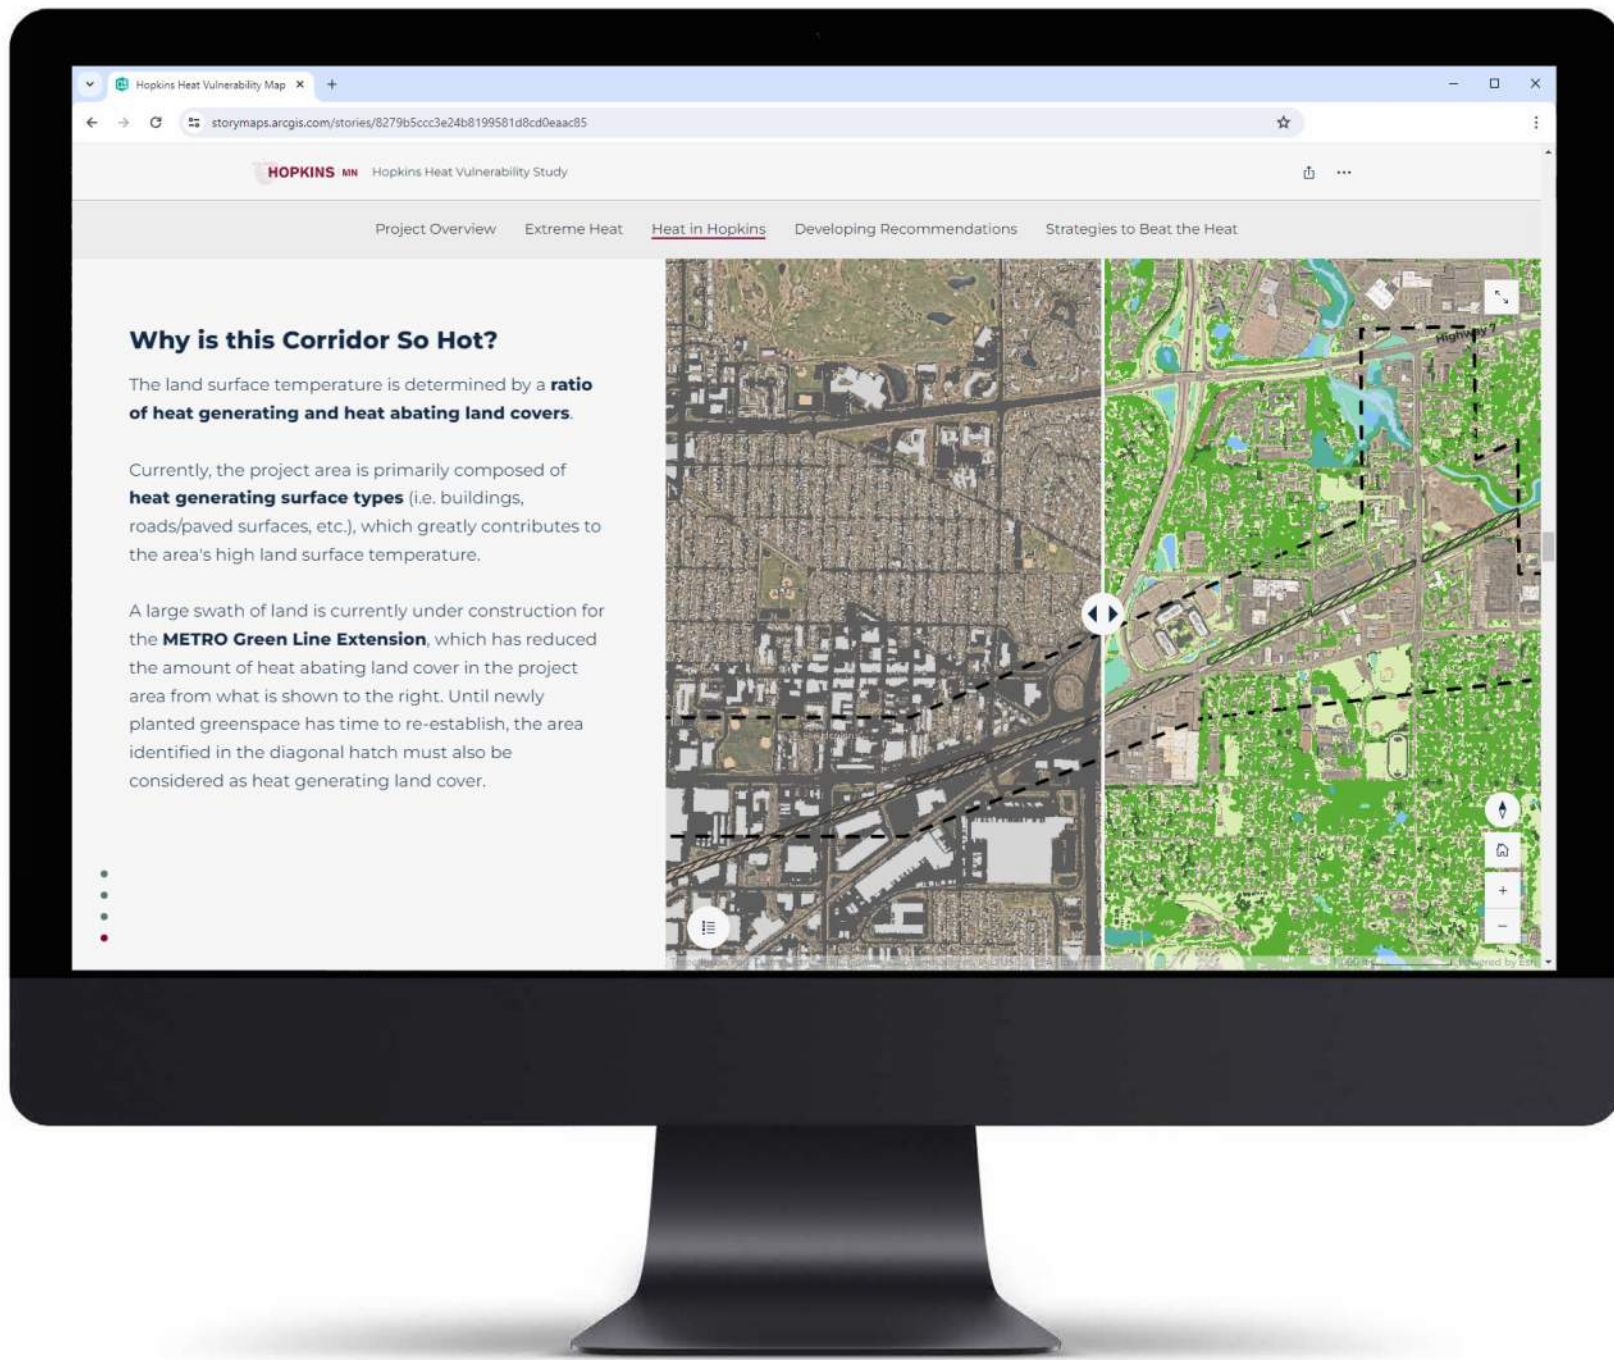 Hopkins Heat Vulnerability Map
storymaps.arcgis.com/stories/8279b5ccc3e24b8199581d8cd0eaac85
HOPKINS MN Hopkins Heat Vulnerability Study
Project Overview Extreme Heat Heat in Hopkins Developing Recommendations Strategies to Beat the Heat
Why is this Corridor So Hot?
The land surface temperature is determined by a ratio
of heat generating and heat abating land covers.
Currently, the project area is primarily composed of
heat generating surface types (i.e. buildings,
roads/paved surfaces, etc.), which greatly contributes to
the area's high land surface temperature.
A large swath of land is currently under construction for
the METRO Green Line Extension, which has reduced
the amount of heat abating land cover in the project
area from what is shown to the right. Until newly
planted greenspace has time to re-establish, the area
identified in the diagonal hatch must also be
considered as heat generating land cover.
Highway 7
Powered by Esri